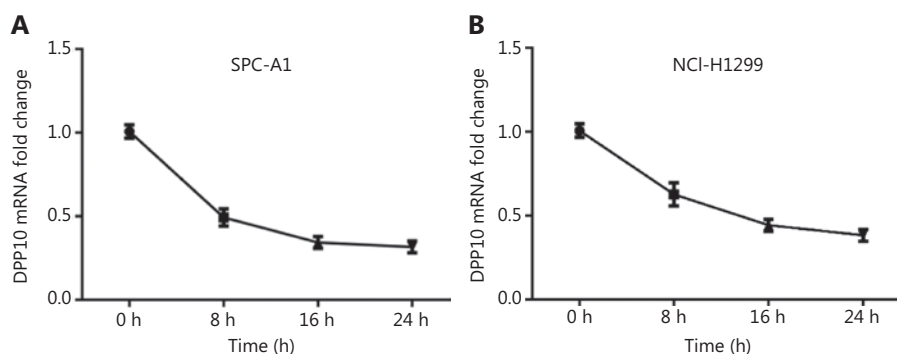 A
SPC-A1
DPP10 mRNA fold change
1.5
1.0
0.5
0.0
0 h
8 h
16 h
24 h
Time (h)
B
NCl-H1299
DPP10 mRNA fold change
1.5
1.0
0.5
0.0
0 h
8 h
16 h
24 h
Time (h)